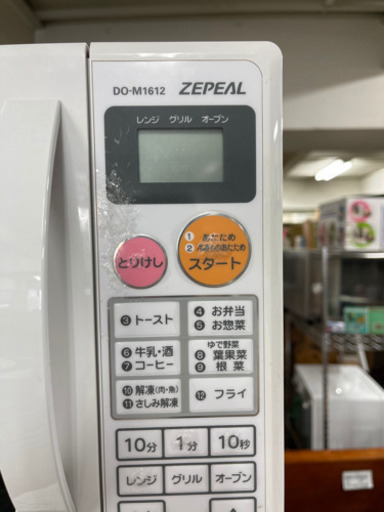 DO-M1612 ZEPEAL
レンジ グリル オーブン
とりけし
① あたため
② のみものあたため
スタート
③ トースト
④ お弁当
⑤ お惣菜
⑥ 牛乳・酒
⑦ コーヒー
ゆで野菜
⑧ 葉果菜
⑨ 根菜
⑩ 解凍(肉・魚)
⑪ さしみ解凍
⑫ フライ
10分 1分 10秒
レンジ グリル オーブン